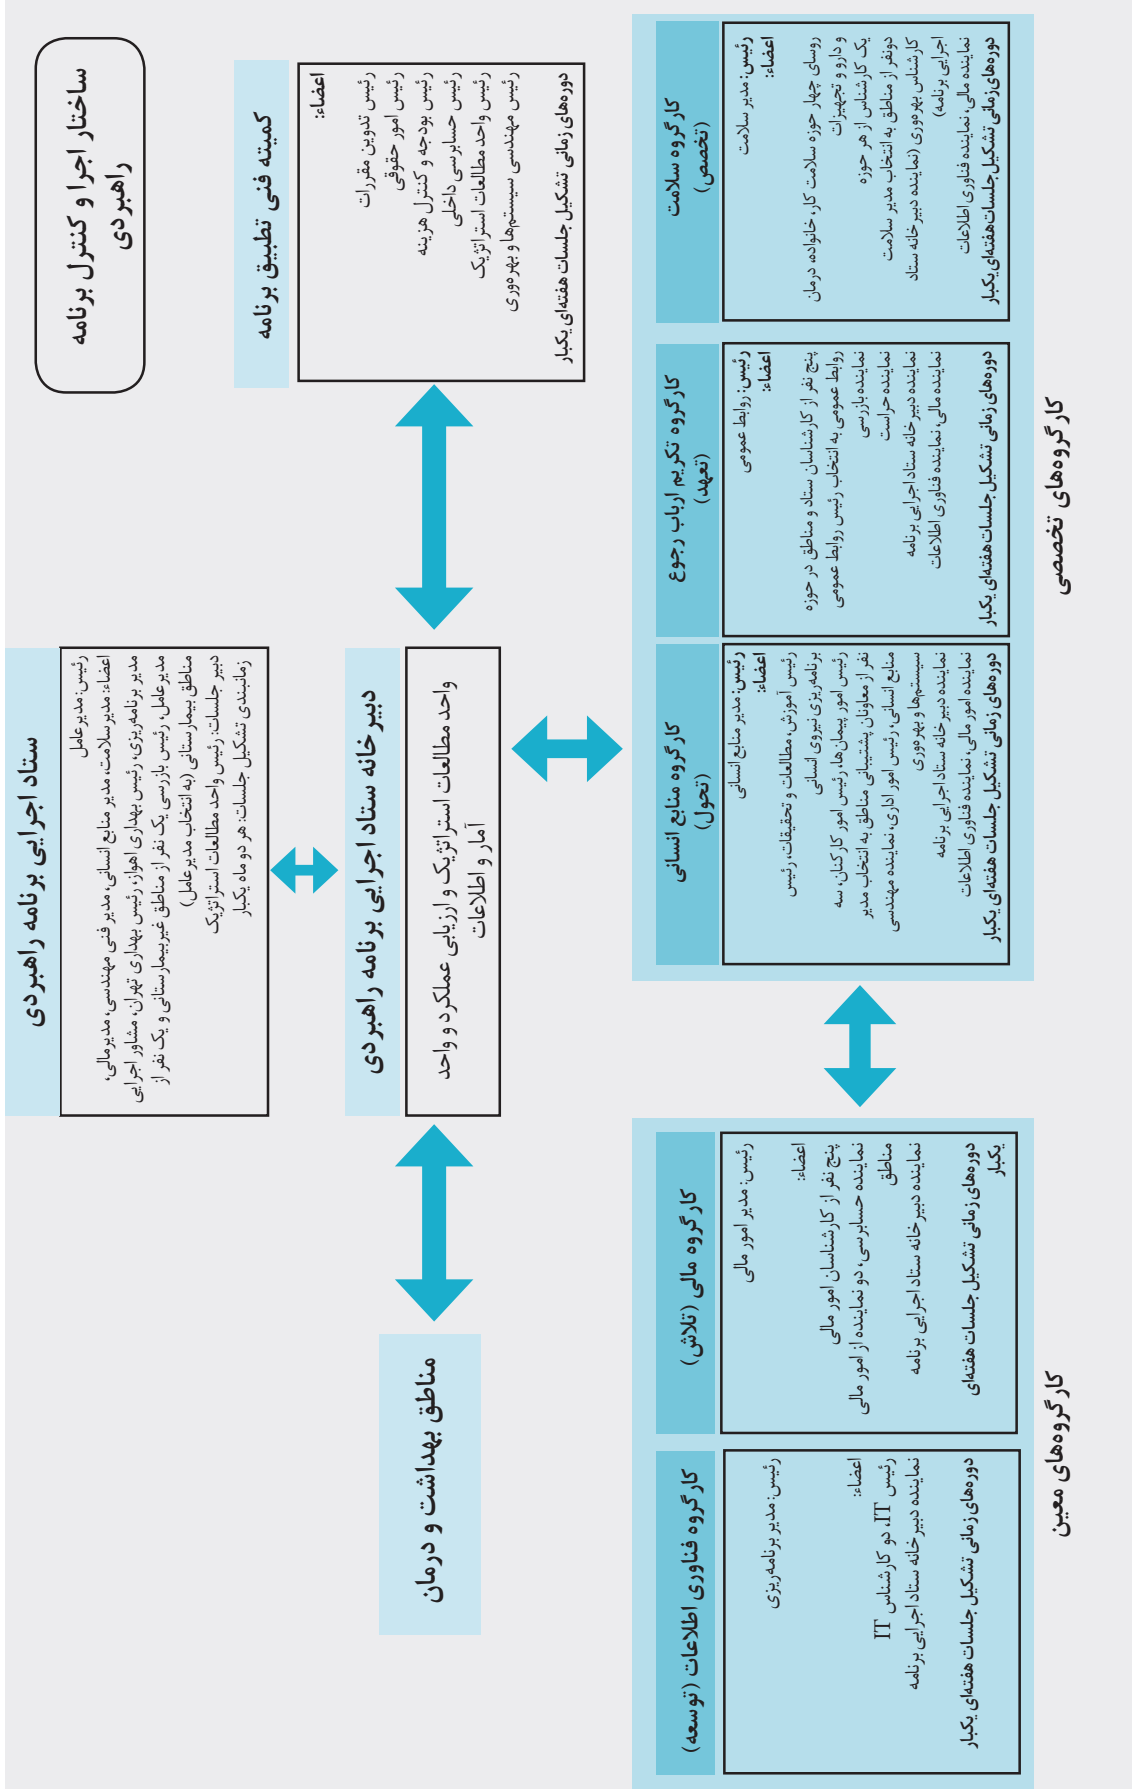 ساختار اجرا و کنترل برنامه
راهبردی
ستاد اجرایی برنامه راهبردی
رئیس: مدیرعامل
اعضاء: مدیر سلامت، مدیر منابع انسانی، مدیر فنی مهندسی، مدیرمالی،
مدیر برنامه‌ریزی، رئیس بهداری اهواز، رئیس بهداری تهران، مشاور اجرایی
مدیرعامل، رئیس بازرسی یک نفر از مناطق غیربیمارستانی و یک نفر از
مناطق بیمارستانی (به انتخاب مدیرعامل)
دبیر جلسات: رئیس واحد مطالعات استراتژیک
زمانبندی تشکیل جلسات: هر دو ماه یکبار
کمیته فنی تطبیق برنامه
اعضاء:
رئیس تدوین مقررات
رئیس امور حقوقی
رئیس بودجه و کنترل هزینه
رئیس حسابرسی داخلی
رئیس واحد مطالعات استراتژیک
رئیس مهندسی سیستم‌ها و بهره‌وری
دوره‌های زمانی تشکیل جلسات هفته‌ای یکبار
دبیرخانه ستاد اجرایی برنامه راهبردی
واحد مطالعات استراتژیک و ارزیابی عملکرد و واحد
آمار و اطلاعات
مناطق بهداشت و درمان
کارگروه سلامت
(تخصص)
رئیس: مدیر سلامت
اعضاء:
روسای چهار حوزه سلامت کار، خانواده، درمان
و دارو و تجهیزات
یک کارشناس از هر حوزه
دونفر از مناطق به انتخاب مدیر سلامت
کارشناس بهره‌وری (نماینده دبیرخانه ستاد
اجرایی برنامه)
نماینده مالی، نماینده فناوری اطلاعات
دوره‌های زمانی تشکیل جلسات هفته‌ای یکبار
کارگروه تکریم ارباب رجوع
(تعهد)
رئیس: روابط عمومی
اعضاء:
پنج نفر از کارشناسان ستاد و مناطق در حوزه
روابط عمومی به انتخاب رئیس روابط عمومی
نماینده بازرسی
نماینده حراست
نماینده دبیرخانه ستاد اجرایی برنامه
نماینده مالی، نماینده فناوری اطلاعات
دوره‌های زمانی تشکیل جلسات هفته‌ای یکبار
کارگروه منابع انسانی
(تحول)
رئیس: مدیر منابع انسانی
اعضاء:
رئیس آموزش، مطالعات و تحقیقات، رئیس
برنامه‌ریزی نیروی انسانی
رئیس امور پیمان‌ها، رئیس امور کارکنان، سه
نفر از معاونان پشتیبانی مناطق به انتخاب مدیر
منابع انسانی، رئیس امور اداری، نماینده مهندسی
سیستم‌ها و بهره‌وری
نماینده دبیرخانه ستاد اجرایی برنامه
نماینده امور مالی، نماینده فناوری اطلاعات
دوره‌های زمانی تشکیل جلسات هفته‌ای یکبار
کارگروه‌های تخصصی
کارگروه مالی (تلاش)
رئیس: مدیر امور مالی
اعضاء:
پنج نفر از کارشناسان امور مالی
نماینده حسابرسی، دو نماینده از امور مالی
مناطق
نماینده دبیرخانه ستاد اجرایی برنامه
دوره‌های زمانی تشکیل جلسات هفته‌ای
یکبار
کارگروه فناوری اطلاعات (توسعه)
رئیس: مدیر برنامه‌ریزی
اعضاء:
رئیس IT، دو کارشناس IT
نماینده دبیرخانه ستاد اجرایی برنامه
دوره‌های زمانی تشکیل جلسات هفته‌ای یکبار
کارگروه‌های معین